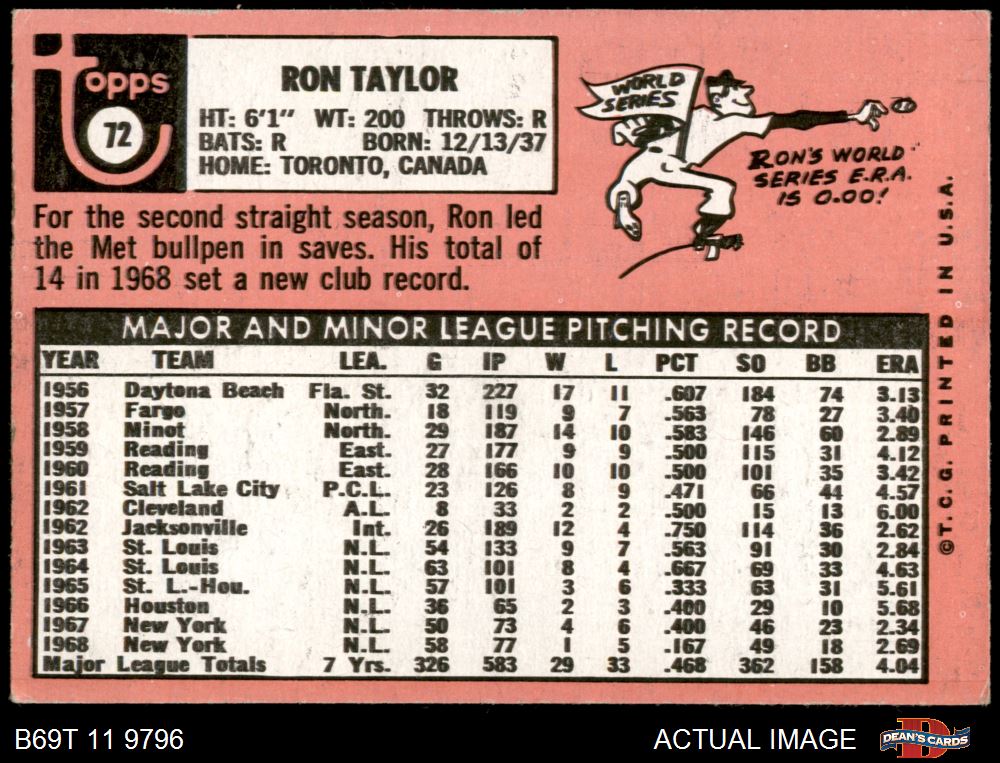 Topps
72
RON TAYLOR
HT: 6'1" WT: 200 THROWS: R
BATS: R BORN: 12/13/37
HOME: TORONTO, CANADA
WORLD
SERIES
RON'S WORLD
SERIES E.R.A.
IS 0.00!
For the second straight season, Ron led
the Met bullpen in saves. His total of
14 in 1968 set a new club record.
MAJOR AND MINOR LEAGUE PITCHING RECORD
YEAR TEAM LEA. G IP W L PCT SO BB ERA
1956 Daytona Beach Fla. St. 32 227 17 11 .607 184 74 3.13
1957 Fargo North. 18 119 9 7 .563 78 27 3.40
1958 Minot North. 29 187 14 10 .583 146 60 2.89
1959 Reading East. 27 177 9 9 .500 115 31 4.12
1960 Reading East. 28 166 10 10 .500 101 35 3.42
1961 Salt Lake City P.C.L. 23 126 8 9 .471 66 44 4.57
1962 Cleveland A.L. 8 33 2 2 .500 15 13 6.00
1962 Jacksonville Int. 26 189 12 4 .750 114 36 2.62
1963 St. Louis N.L. 54 133 9 7 .563 91 30 2.84
1964 St. Louis N.L. 63 101 8 4 .667 69 33 4.63
1965 St. L.-Hou. N.L. 57 101 3 6 .333 63 31 5.61
1966 Houston N.L. 36 65 2 3 .400 29 10 5.68
1967 New York N.L. 50 73 4 6 .400 46 23 2.34
1968 New York N.L. 58 77 1 5 .167 49 18 2.69
Major League Totals 7 Yrs. 326 583 29 33 .468 362 158 4.04
©T.C.G. PRINTED IN U.S.A.
B69T 11 9796
ACTUAL IMAGE
D
DEAN'S CARDS